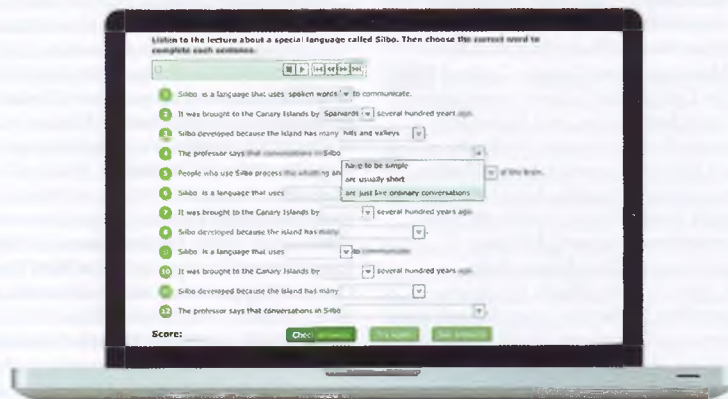 Listen to the lecture about a special language called Silbo. Then choose the correct word to
complete each sentence.
1 Silbo is a language that uses spoken words to communicate.
2 It was brought to the Canary Islands by Spaniards several hundred years ago.
3 Silbo developed because the island has many hills and valleys.
4 The professor says that conversations in Silbo
have to be simple
are usually short
are just like ordinary conversations
5 People who use Silbo process the whistling of the brain.
6 Silbo is a language that uses
7 It was brought to the Canary Islands by several hundred years ago.
8 Silbo developed because the island has many.
Silbo is a language that uses to communicate.
10 It was brought to the Canary Islands by several hundred years ago.
Silbo developed because the island has many.
12 The professor says that conversations in Silbo.
Score:
Check answers Try again See answers